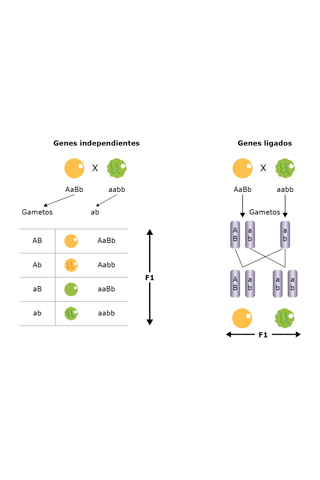 Genes independientes
X
AaBb aabb
Gametos ab
AB AaBb
Ab Aabb
aB aaBb
ab aabb
F1
Genes ligados
X
AaBb aabb
Gametos
A a a
B b b
A a a a
B b b b
F1